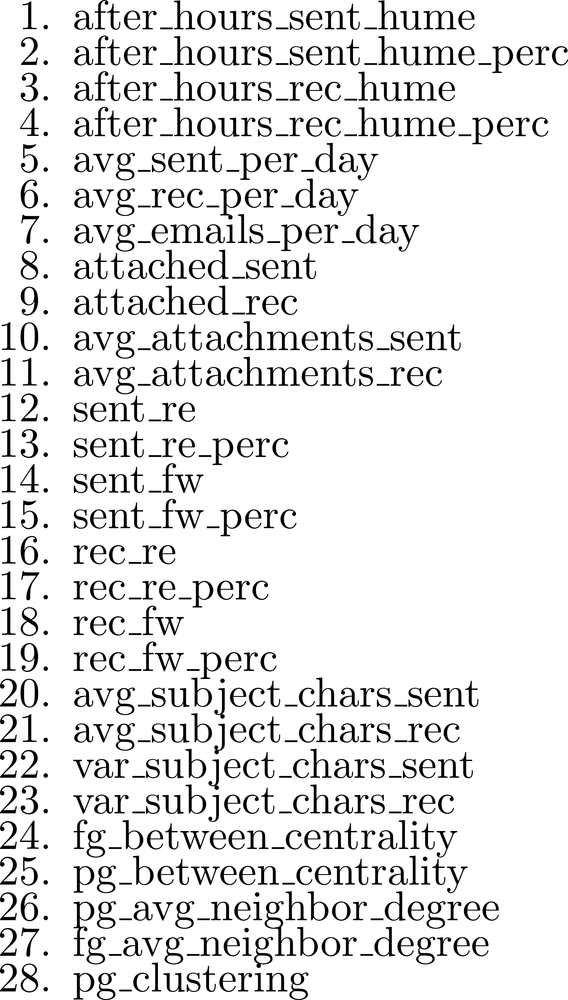 1. after_hours_sent_hume
2. after_hours_sent_hume_perc
3. after_hours_rec_hume
4. after_hours_rec_hume_perc
5. avg_sent_per_day
6. avg_rec_per_day
7. avg_emails_per_day
8. attached_sent
9. attached_rec
10. avg_attachments_sent
11. avg_attachments_rec
12. sent_re
13. sent_re_perc
14. sent_fw
15. sent_fw_perc
16. rec_re
17. rec_re_perc
18. rec_fw
19. rec_fw_perc
20. avg_subject_chars_sent
21. avg_subject_chars_rec
22. var_subject_chars_sent
23. var_subject_chars_rec
24. fg_between_centrality
25. pg_between_centrality
26. pg_avg_neighbor_degree
27. fg_avg_neighbor_degree
28. pg_clustering